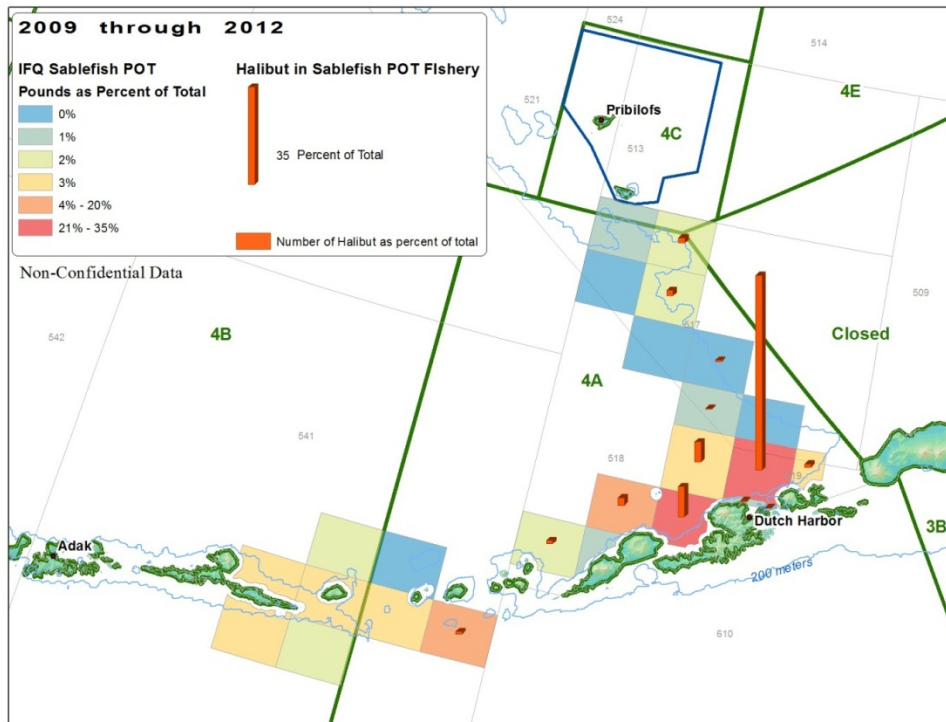 2009 through 2012
IFQ Sablefish POT
Pounds as Percent of Total
0%
1%
2%
3%
4% - 20%
21% - 35%
Halibut in Sablefish POT FIshery
35 Percent of Total
Number of Halibut as percent of total
Non-Confidential Data
524
514
4E
521
Pribilofs
4C
513
509
517
Closed
542
4B
4A
541
518
519
Dutch Harbor
3B
Adak
200 meters
610